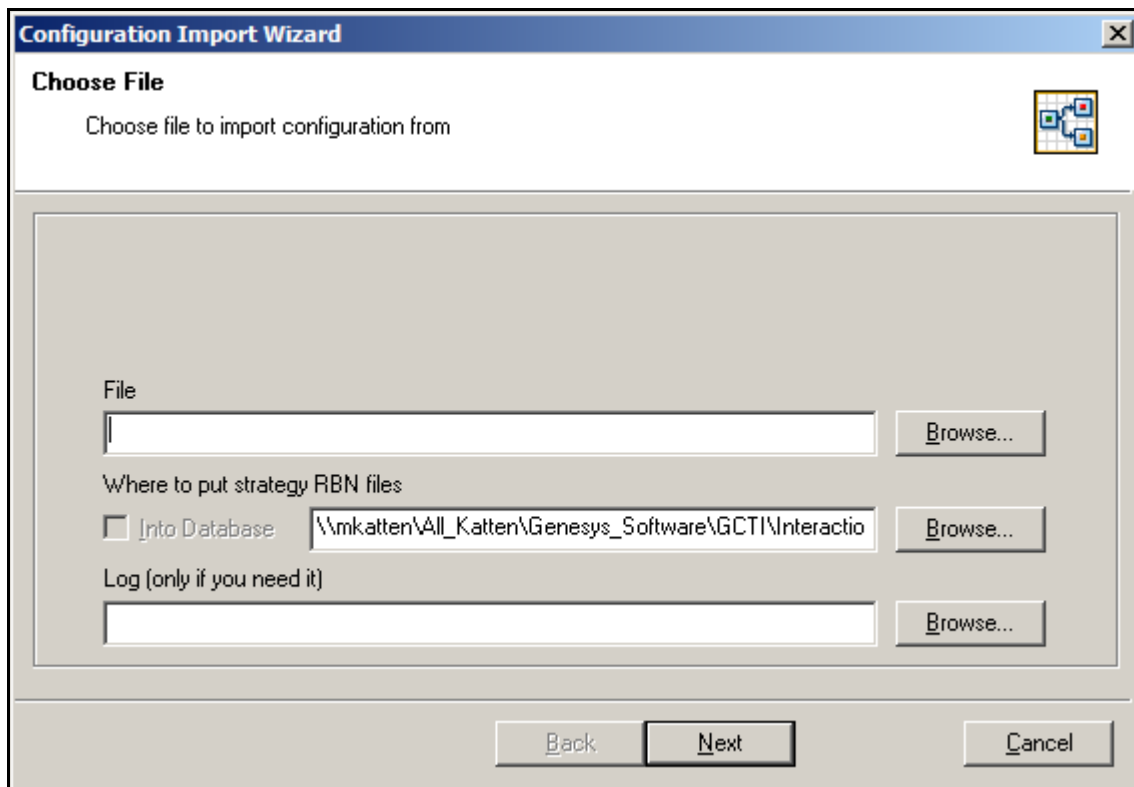 Configuration Import Wizard
Choose File
Choose file to import configuration from
File
Browse...
Where to put strategy RBN files
Into Database \\mkatten\All_Katten\Genesys_Software\GCTI\Interactio Browse...
Log (only if you need it)
Browse...
Back Next Cancel